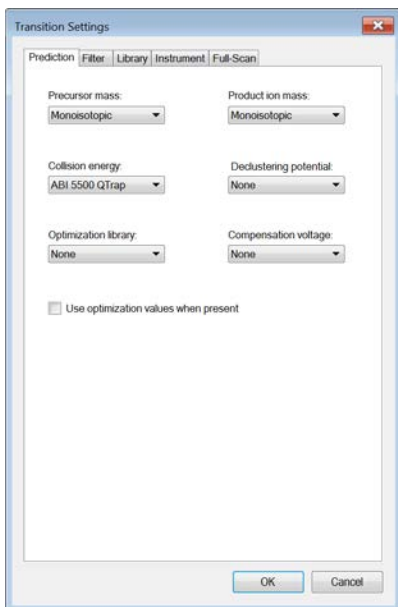 Transition Settings
Prediction Filter Library Instrument Full-Scan
Precursor mass: Product ion mass:
Monoisotopic Monoisotopic
Collision energy: Declustering potential:
ABI 5500 QTrap None
Optimization library: Compensation voltage:
None None
Use optimization values when present
OK Cancel